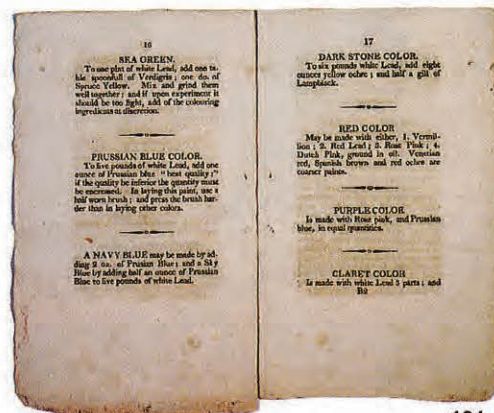 16
SEA GREEN.
To one pint of white Lead, add one ta-
ble spoonfull of Verdigris; one do. of
Spruce Yellow. Mix and grind them
well together; and if upon experiment it
should be too light, add of the colouring
ingredients at discretion.
PRUSSIAN BLUE COLOR.
To five pounds of white Lead, add one
ounce of Prussian blue "best quality;"
if the quality be inferior the quantity must
be encreased. In laying this paint, use a
half worn brush; and press the brush har-
der than in laying other colors.
A NAVY BLUE may be made by ad-
ding 2 oz. of Prusian Blue; and a Sky
Blue by adding half an ounce of Prussian
Blue to five pounds of white Lead.
17
DARK STONE COLOR.
To six pounds white Lead, add eight
ounces yellow ochre; and half a gill of
Lampblack.
RED COLOR
May be made with either, 1. Vermil-
lion; 2. Red Lead; 3. Rose Pink; 4.
Dutch Pink, ground in oil. Venetian
red, Spanish brown and red ochre are
coarser paints.
PURPLE COLOR
Is made with Rose pink, and Prussian
blue, in equal quantities.
CLARET COLOR
Is made with white Lead 3 parts; and
B2